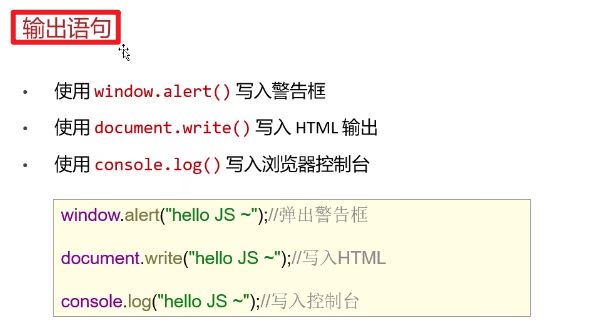 输出语句
• 使用 window.alert() 写入警告框
• 使用 document.write() 写入 HTML 输出
• 使用 console.log() 写入浏览器控制台
window.alert("hello JS ~");//弹出警告框
document.write("hello JS ~");//写入HTML
console.log("hello JS ~");//写入控制台